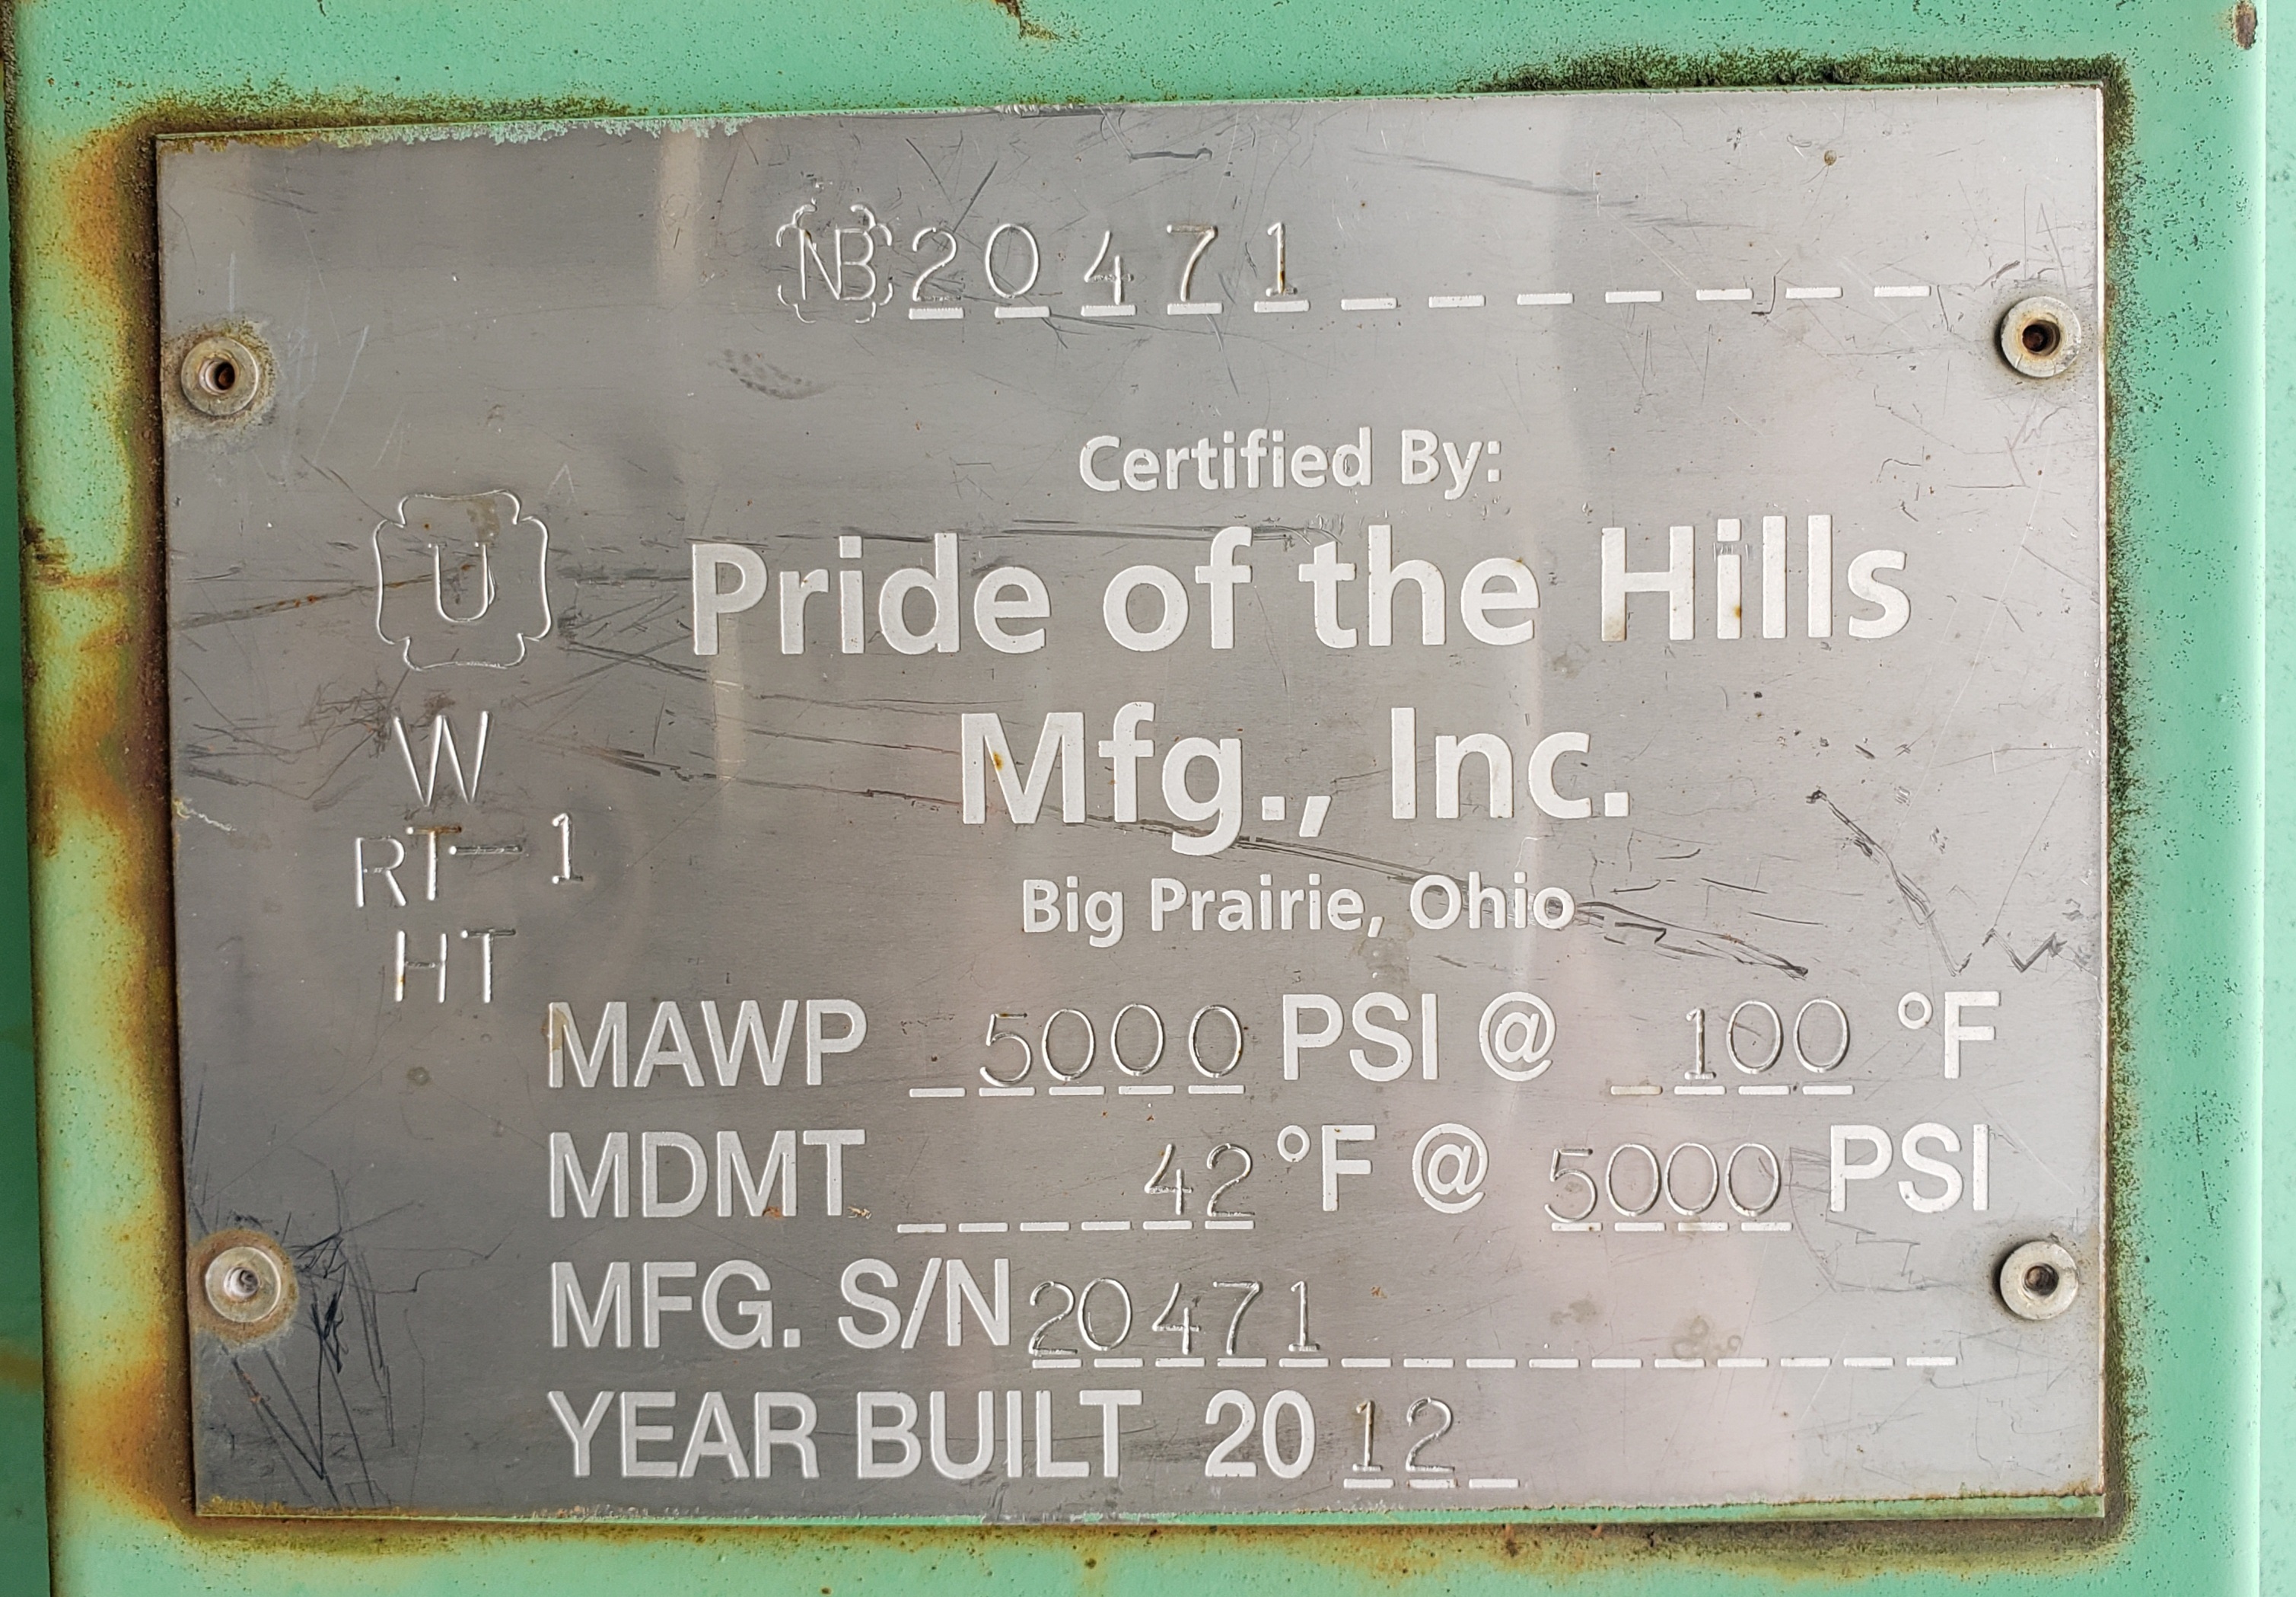 NB 20471
Certified By:
U
Pride of the Hills
Mfg., Inc.
W
RT-1
Big Prairie, Ohio
HT
MAWP 5000 PSI @ 100 °F
MDMT 42 °F @ 5000 PSI
MFG. S/N 20471
YEAR BUILT 2012